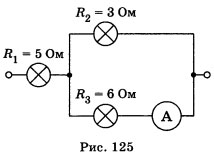 R₂ = 3 Ом
R₁ = 5 Ом
R₃ = 6 Ом
A
Рис. 125